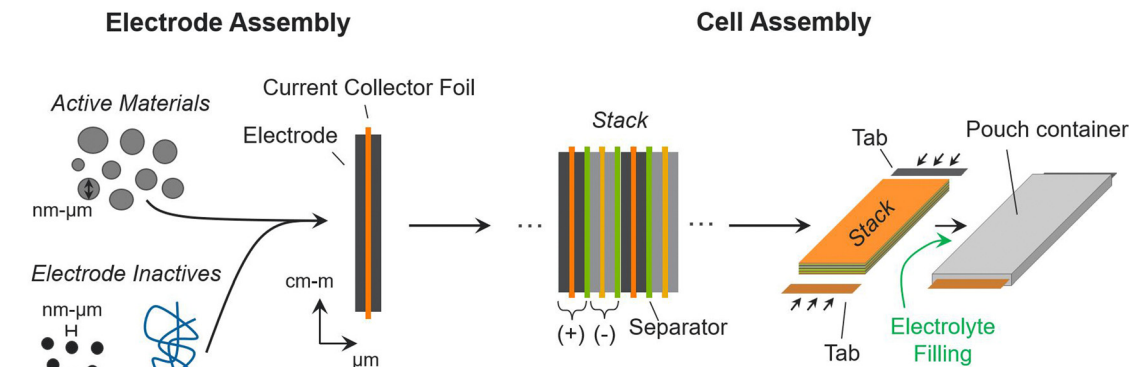 Electrode Assembly
Cell Assembly
Active Materials
Current Collector Foil
Electrode
nm-µm
Electrode Inactives
nm-µm
cm-m
µm
Stack
...
...
(+) (-)
Separator
Tab
Pouch container
Stack
Tab
Electrolyte
Filling